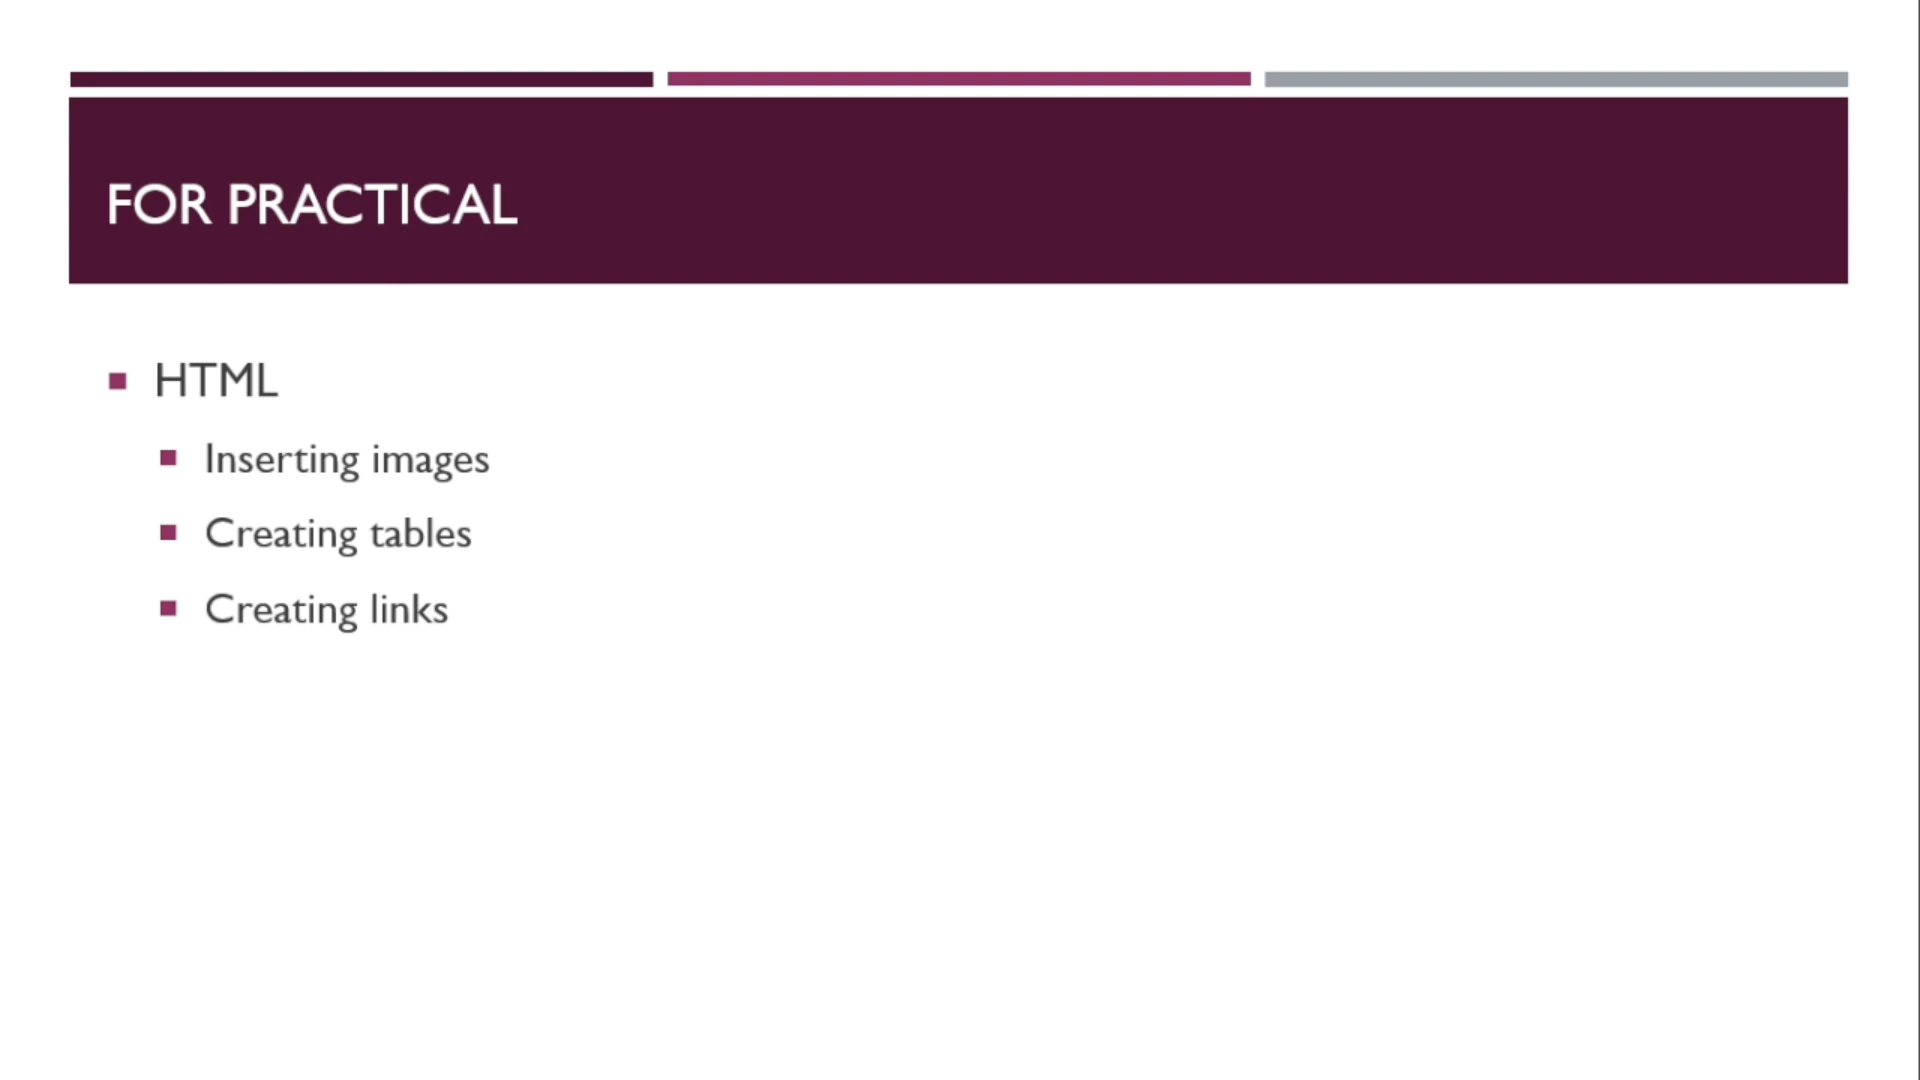 FOR PRACTICAL
HTML
Inserting images
Creating tables
Creating links